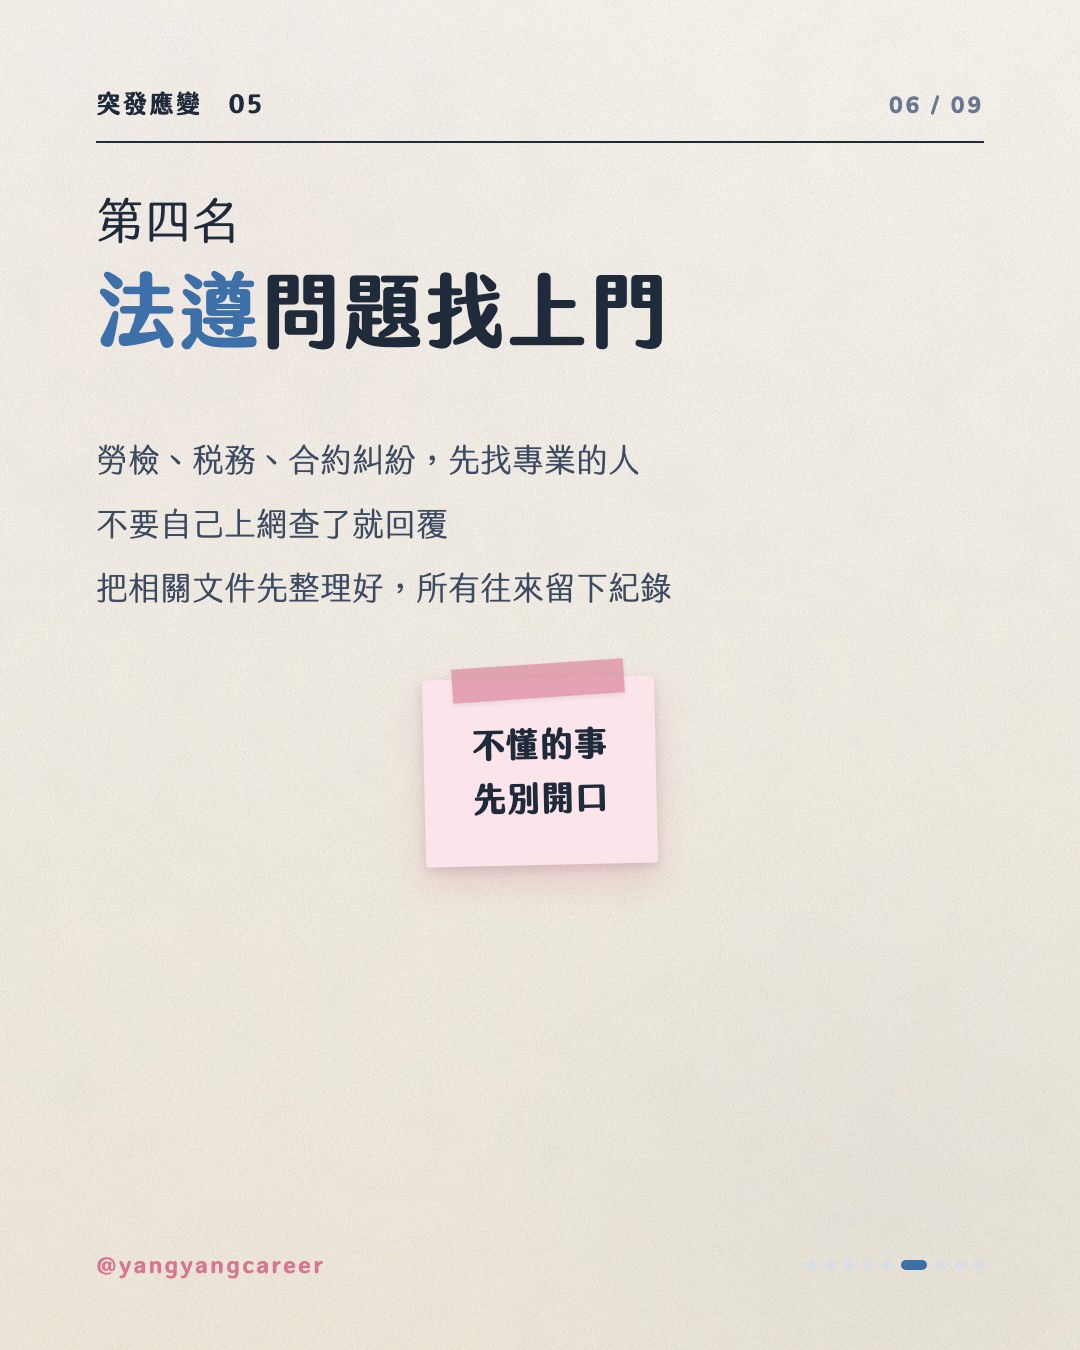 突發應變 05
06 / 09
第四名
法遵問題找上門
勞檢、税務、合約糾紛，先找專業的人
不要自己上網查了就回覆
把相關文件先整理好，所有往來留下紀錄
不懂的事
先別開口
@yangyangcareer